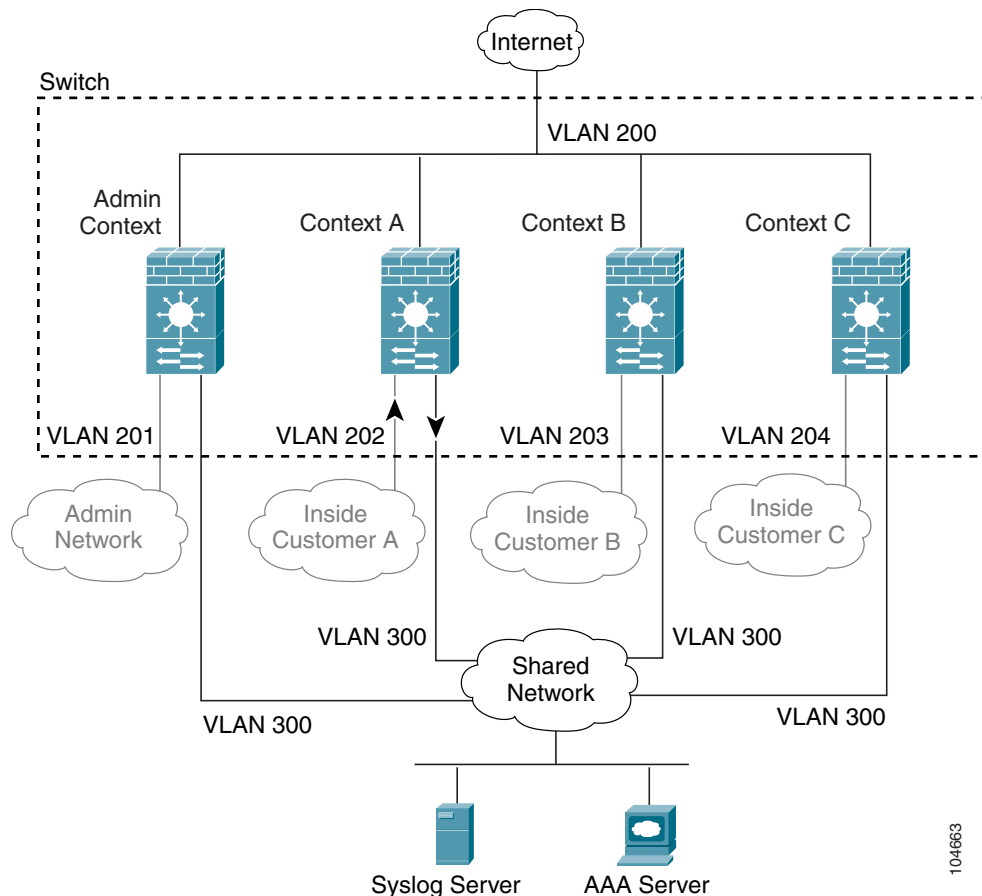 Internet
Switch
VLAN 200
Admin
Context
Context A
Context B
Context C
VLAN 201
VLAN 202
VLAN 203
VLAN 204
Admin
Network
Inside
Customer A
Inside
Customer B
Inside
Customer C
VLAN 300
VLAN 300
Shared
Network
VLAN 300
VLAN 300
Syslog Server
AAA Server
104663